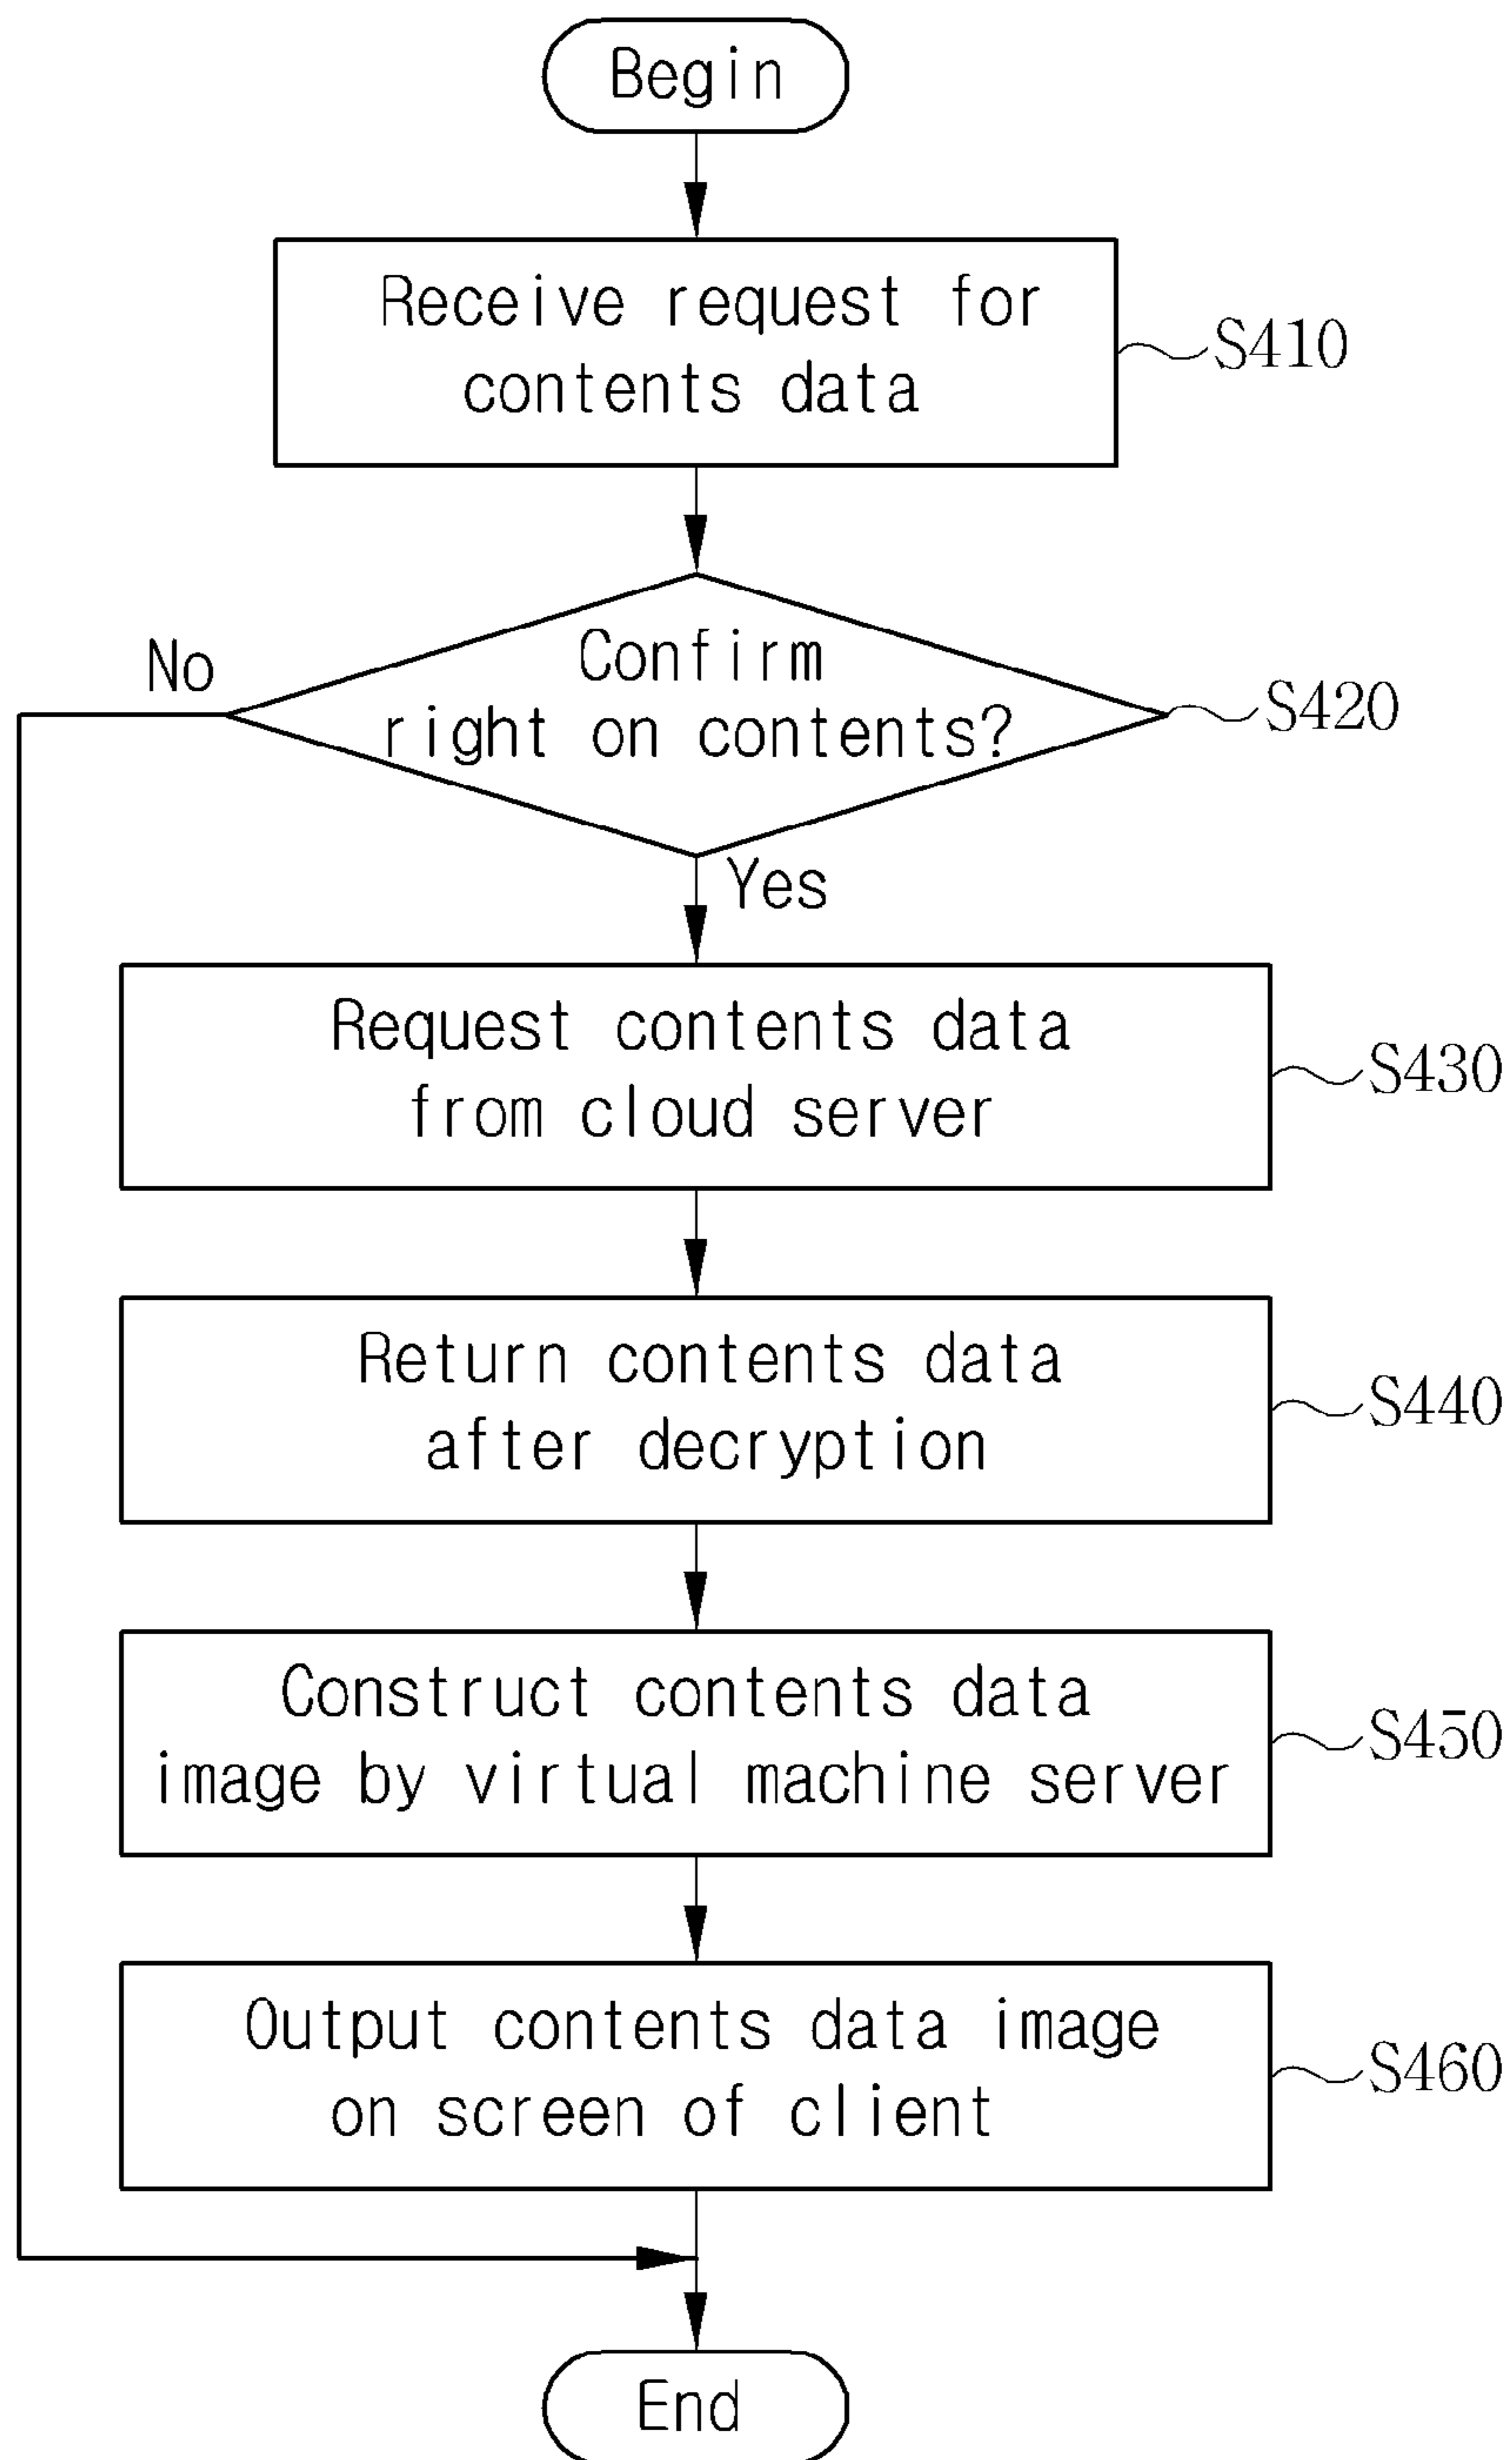 Begin
Receive request for
contents data
S410
Confirm
right on contents?
No
S420
Yes
Request contents data
from cloud server
S430
Return contents data
after decryption
S440
Construct contents data
image by virtual machine server
S450
Output contents data image
on screen of client
S460
End